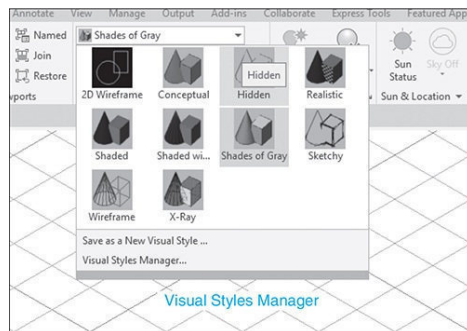 Annotate View Manage Output Add-ins Collaborate Express Tools Featured App
Named Shades of Gray
Join
Restore
wports
Sun Status
Sky Off
Sun & Location
2D Wireframe Conceptual Hidden Realistic
Hidden
Shaded Shaded wi... Shades of Gray Sketchy
Wireframe X-Ray
Save as a New Visual Style ...
Visual Styles Manager...
Visual Styles Manager